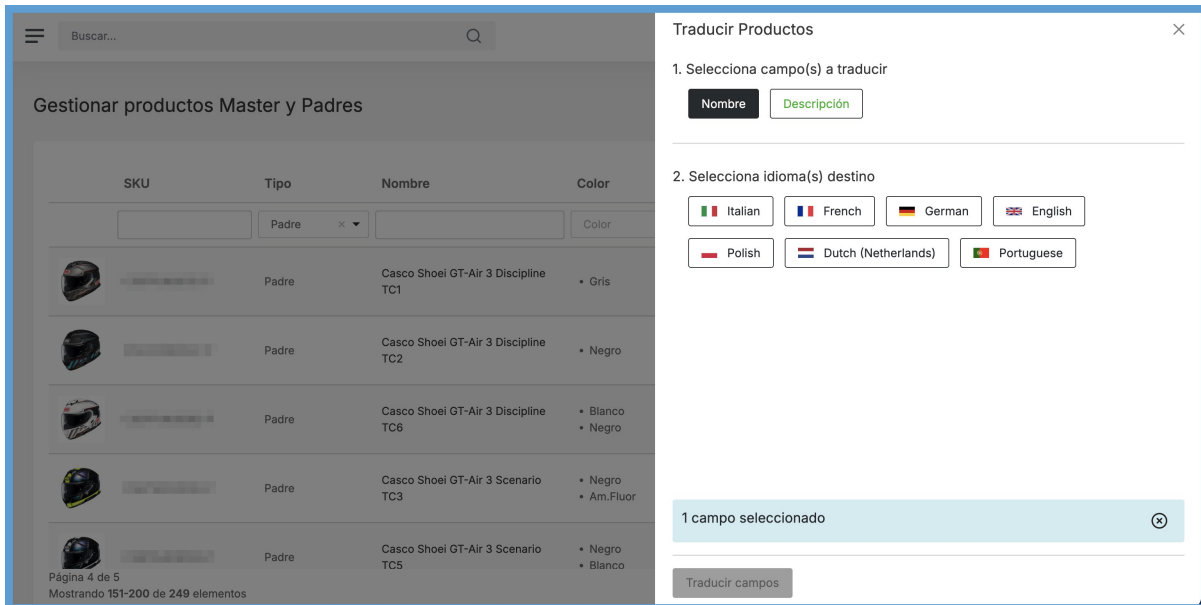 Buscar...
Gestionar productos Master y Padres
SKU Tipo Nombre Color
Padre Color
Casco Shoei GT-Air 3 Discipline
TC1
Padre
• Gris
Casco Shoei GT-Air 3 Discipline
TC2
Padre
• Negro
Casco Shoei GT-Air 3 Discipline
TC6
Padre
• Blanco
• Negro
Casco Shoei GT-Air 3 Scenario
TC3
Padre
• Negro
• Am.Fluor
Casco Shoei GT-Air 3 Scenario
TC5
Padre
• Negro
• Blanco
Página 4 de 5
Mostrando 151-200 de 249 elementos
Traducir Productos
1. Selecciona campo(s) a traducir
Nombre Descripción
2. Selecciona idioma(s) destino
Italian French German English
Polish Dutch (Netherlands) Portuguese
1 campo seleccionado
Traducir campos